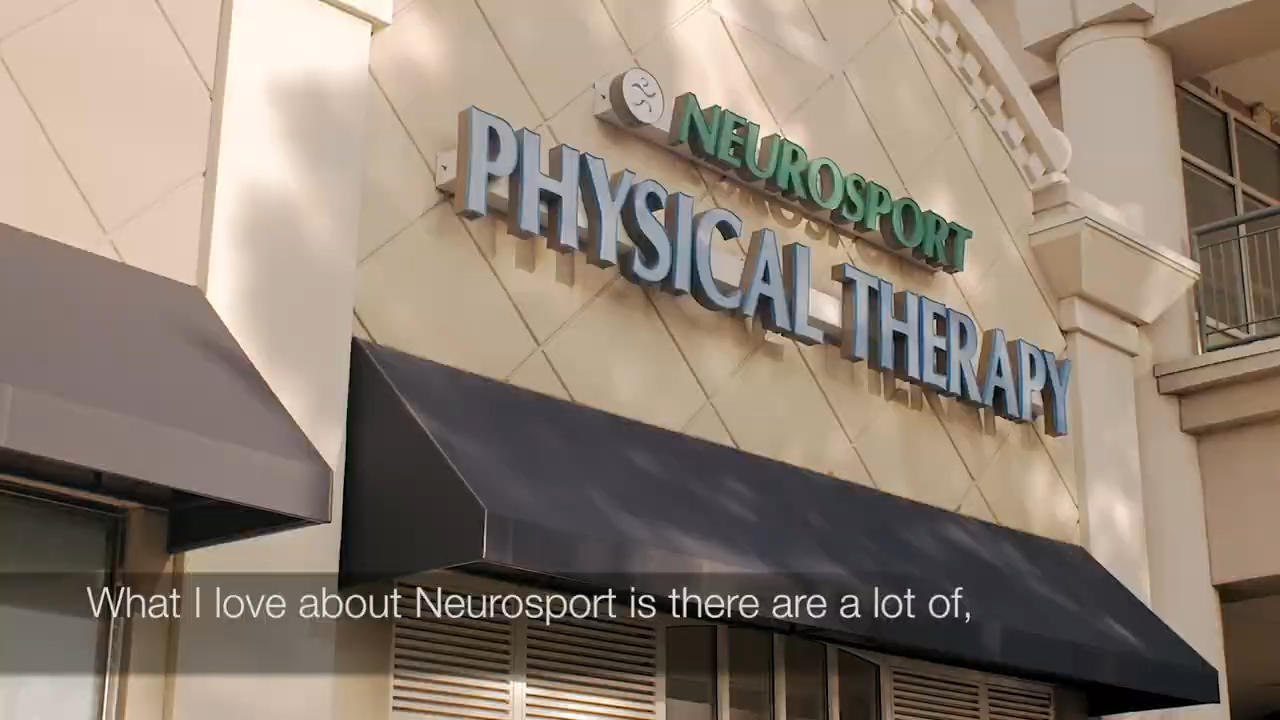 NEUROSPORT
PHYSICAL THERAPY
What I love about Neurosport is there are a lot of,